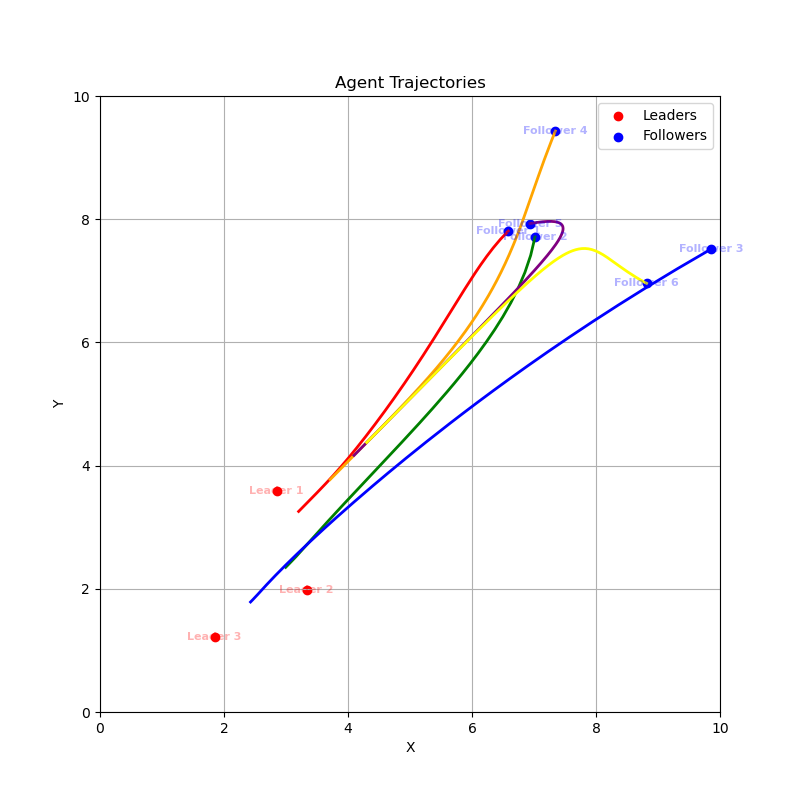 Agent Trajectories
10
8
6
4
2
0
Y
0 2 4 6 8 10
X
Leaders
Followers
Follower 4
Follower 2
Follower 3
Follower 6
Leader 1
Leader 2
Leader 3